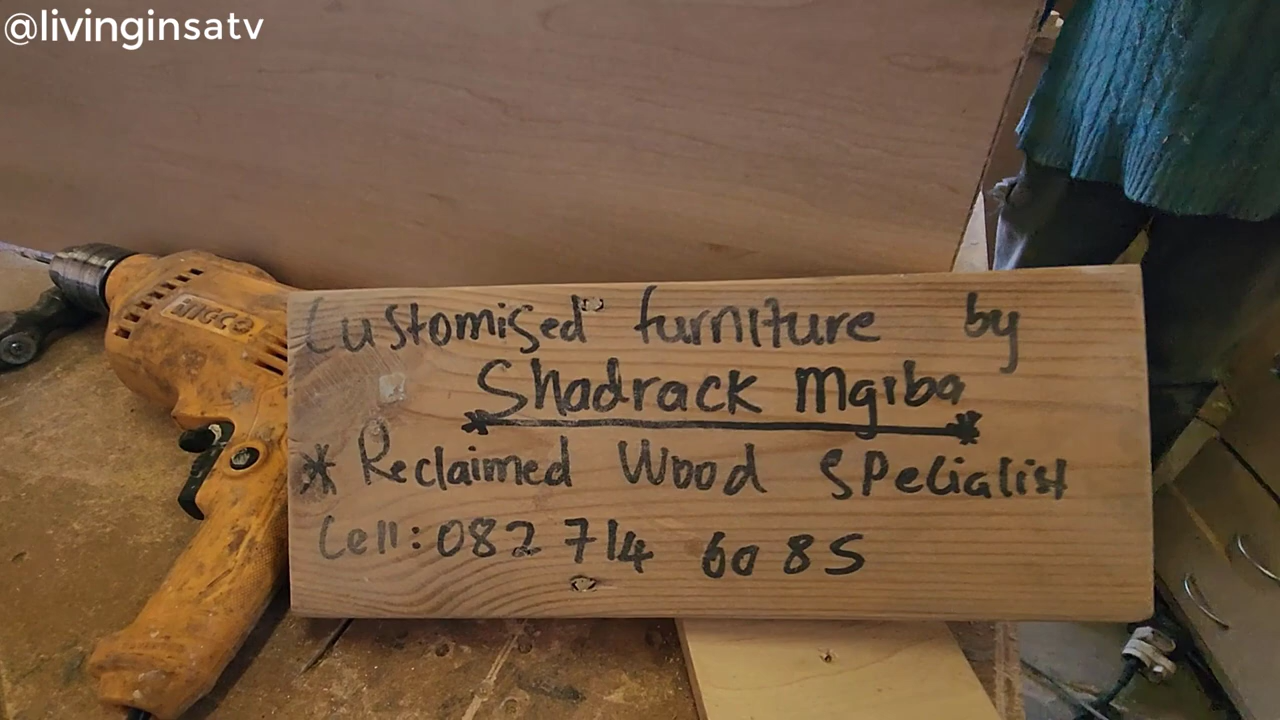 @livinginsatv
INGCO
Customised furniture by
Shadrack Mgiba
* Reclaimed Wood Specialist
Cell: 082 714 6085